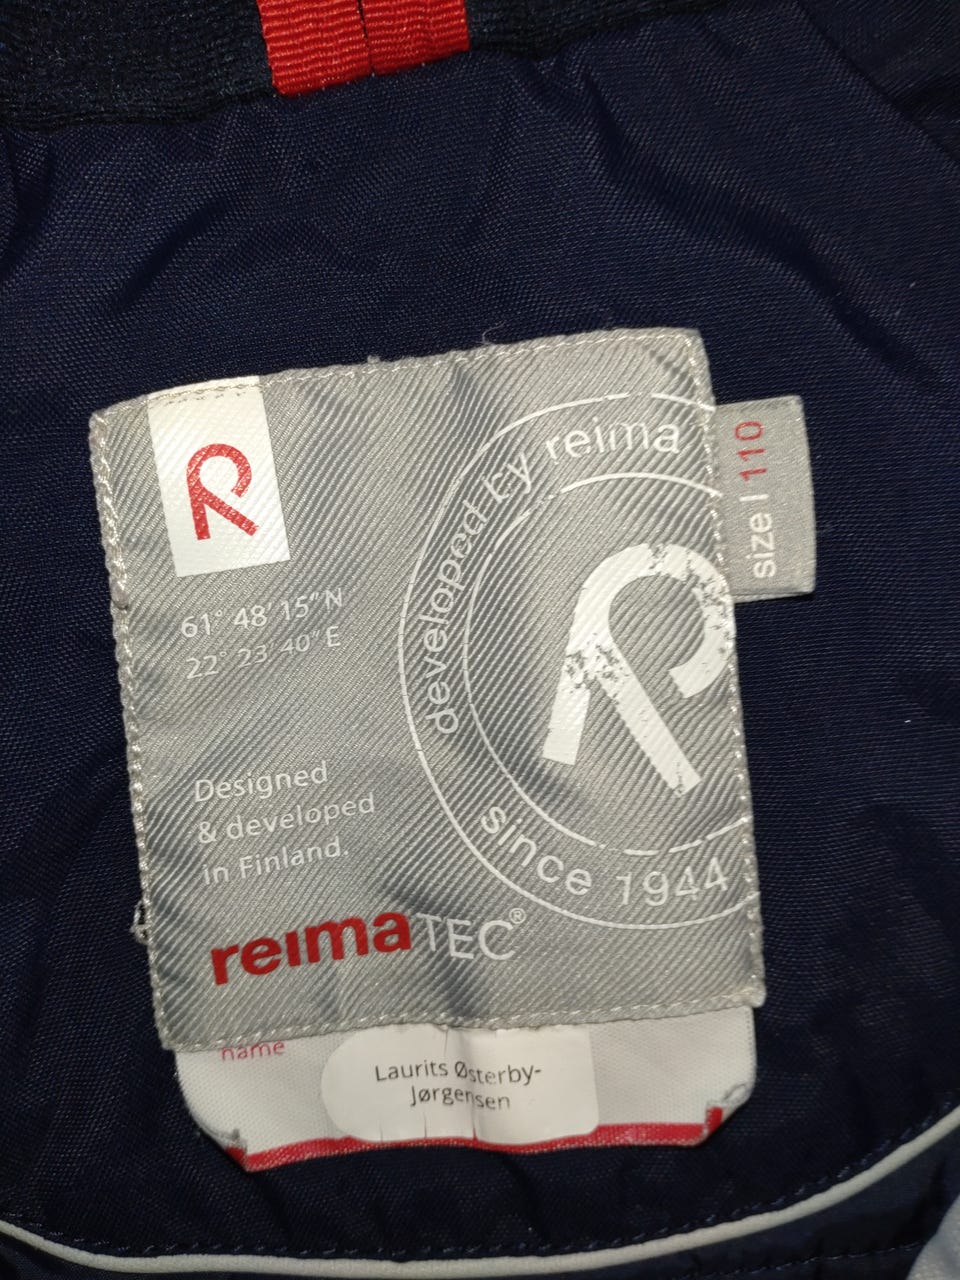 developed by reima
size | 110
61° 48' 15" N
22° 23' 40" E
Designed
& developed
in Finland.
since 1944
reimaTEC®
name
Laurits Østerby-
Jørgensen